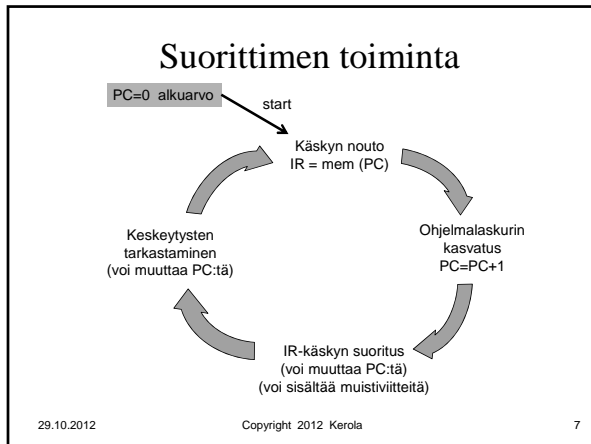 Suorittimen toiminta
PC=0 alkuarvo
start
Käskyn nouto
IR = mem (PC)
Ohjelmalaskurin
kasvatus
PC=PC+1
IR-käskyn suoritus
(voi muuttaa PC:tä)
(voi sisältää muistiviitteitä)
Keskeytysten
tarkastaminen
(voi muuttaa PC:tä)
29.10.2012
Copyright 2012 Kerola
7